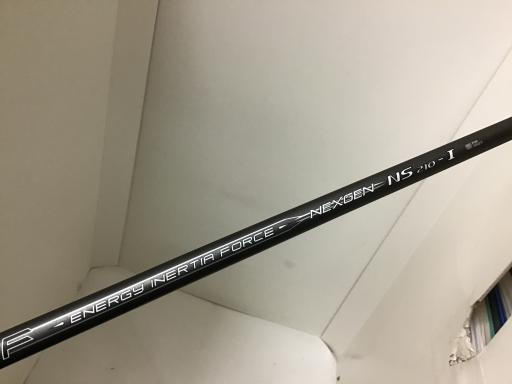 F ENERGY INERTIA FORCE NEXGEN NS 210-I